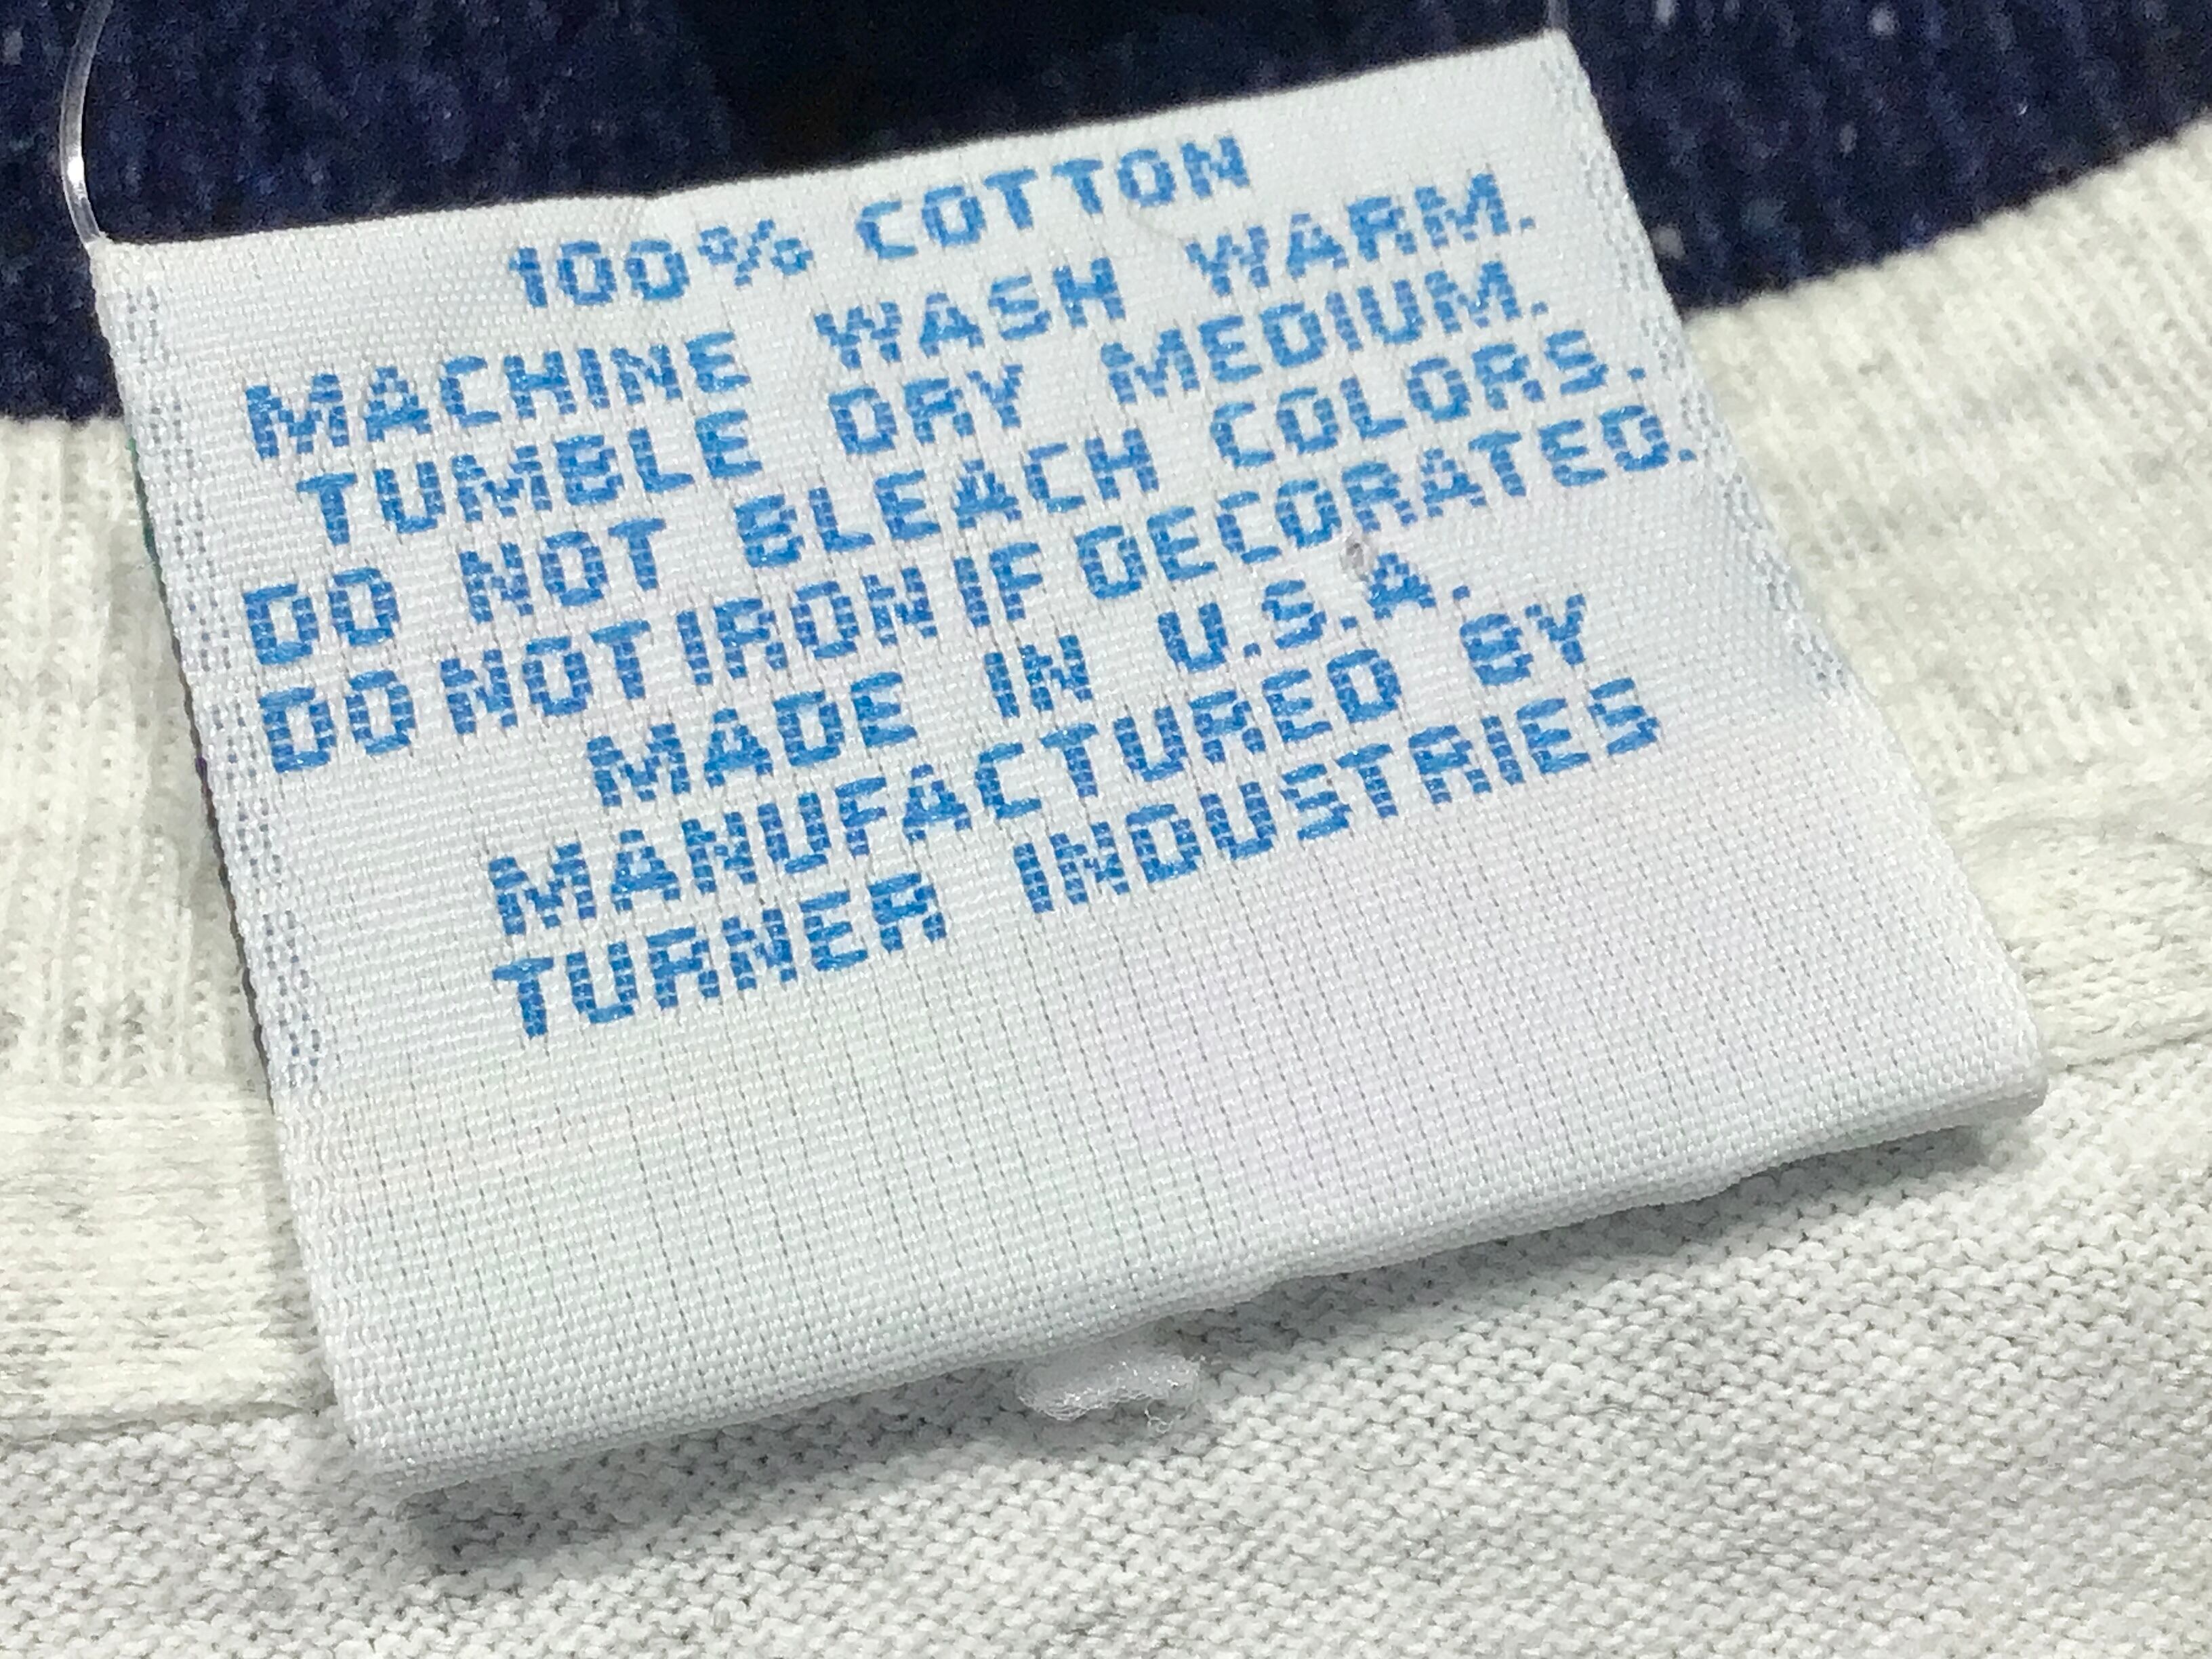 100% COTTON
MACHINE WASH WARM.
TUMBLE DRY MEDIUM.
DO NOT BLEACH COLORS.
DO NOT IRON IF DECORATED.
MADE IN U.S.A.
MANUFACTURED BY
TURNER INDUSTRIES